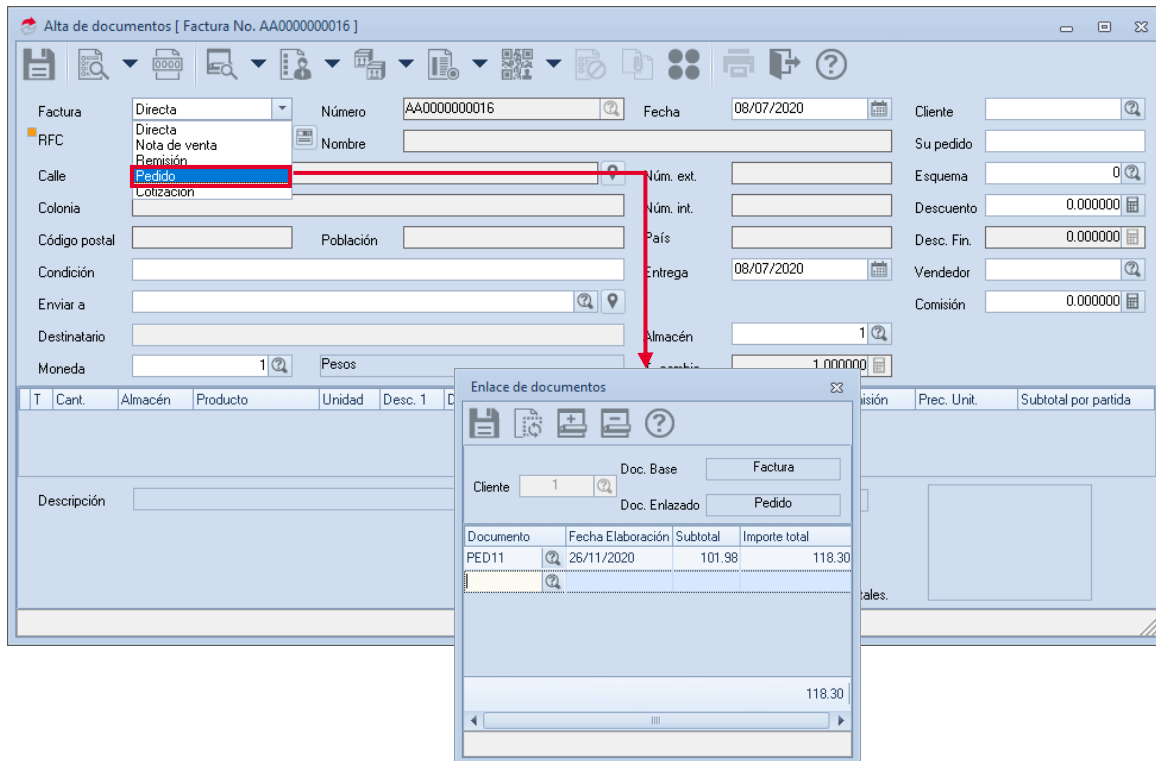 Alta de documentos [ Factura No. AA0000000016 ]
Factura Directa Número AA0000000016 Fecha 08/07/2020 Cliente
Directa
RFC Nota de venta Nombre Su pedido
Remisión
Calle Pedido Núm. ext. Esquema 0
Cotización
Colonia Núm. int. Descuento 0.000000
Código postal Población País Desc. Fin. 0.000000
Condición Entrega 08/07/2020 Vendedor
Enviar a Comisión 0.000000
Destinatario Almacén 1
Moneda 1 Pesos 1.000000
T Cant. Almacén Producto Unidad Desc. 1 Prec. Unit. Subtotal por partida
Descripción
Enlace de documentos
Doc. Base Factura
Cliente 1
Doc. Enlazado Pedido
Documento Fecha Elaboración Subtotal Importe total
PED11 26/11/2020 101.98 118.30
118.30